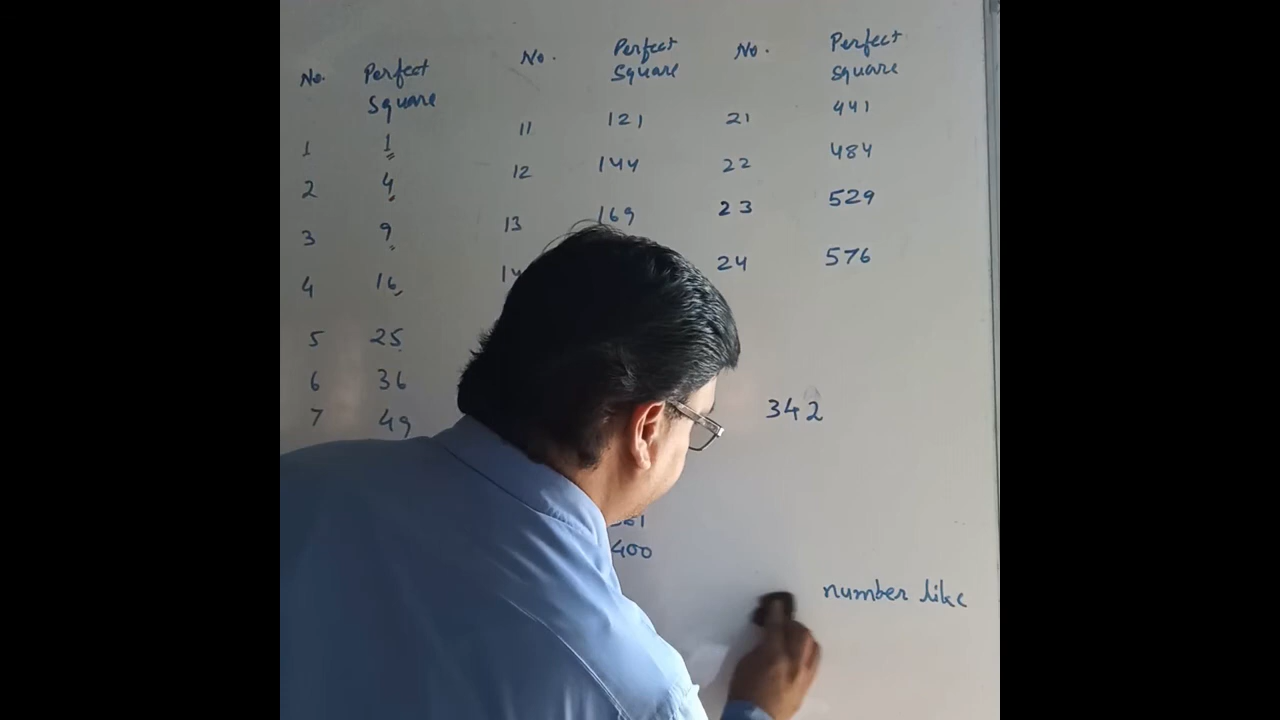 No. Perfect Square No. Perfect Square No. Perfect Square
1 1 11 121 21 441
2 4 12 144 22 484
3 9 13 169 23 529
4 16 24 576
5 25
6 36
7 49
342
400
number like